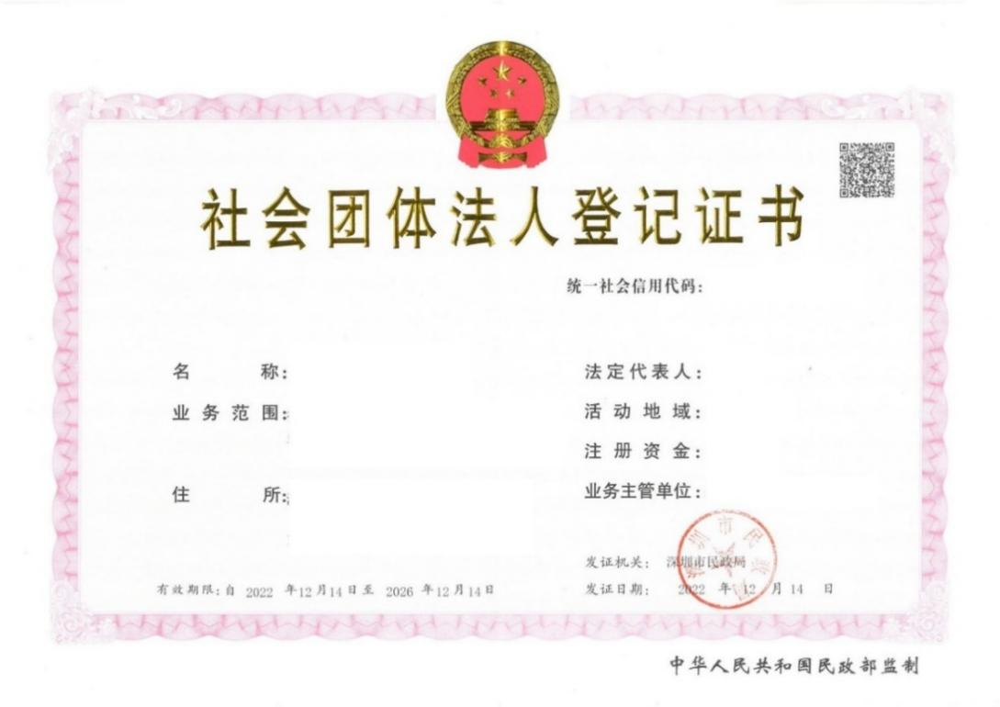 社会团体法人登记证书
统一社会信用代码:
名 称:
法定代表人:
业务范围:
活动地域:
注册资金:
住 所:
业务主管单位:
发证机关: 深圳市民政局
有效期限:自 2022 年12月14日至 2026 年12月14日
发证日期: 2022 年 12 月 14 日
中华人民共和国民政部监制